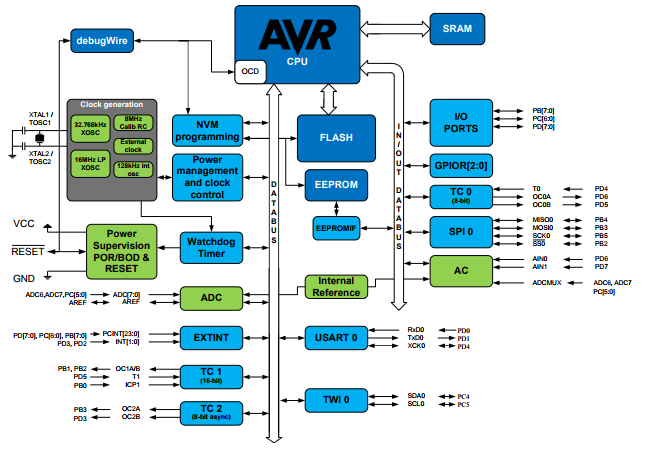 debugWire
AVR
CPU
OCD
SRAM
Clock generation
XTAL1 /
TOSC1
XTAL2 /
TOSC2
32.768kHz
XOSC
8MHz
Calib RC
External
clock
16MHz LP
XOSC
128kHz int
osc
NVM
programming
Power
management
and clock
control
FLASH
EEPROM
EEPROMIF
DATABUS
IN/OUT DATABUS
I/O
PORTS
PB[7:0]
PC[6:0]
PD[7:0]
GPIOR[2:0]
TC 0
(8-bit)
T0 PD4
OC0A PD6
OC0B PD5
SPI 0
MISO0 PB4
MOSI0 PB3
SCK0 PB5
SS0 PB2
AC
AIN0 PD6
AIN1 PD7
ADCMUX ADC6, ADC7
PC[5:0]
VCC
RESET
GND
Power
Supervision
POR/BOD &
RESET
Watchdog
Timer
Internal
Reference
ADC6,ADC7,PC[5:0] ADC[7:0]
AREF AREF
ADC
PD[7:0], PC[6:0], PB[7:0] PCINT[23:0]
PD3, PD2 INT[1:0]
EXTINT
USART 0
RxD0 PD0
TxD0 PD1
XCK0 PD4
PB1, PB2 OC1A/B
PD5 T1
PB0 ICP1
TC 1
(16-bit)
PB3 OC2A
PD3 OC2B
TC 2
(8-bit async)
TWI 0
SDA0 PC4
SCL0 PC5